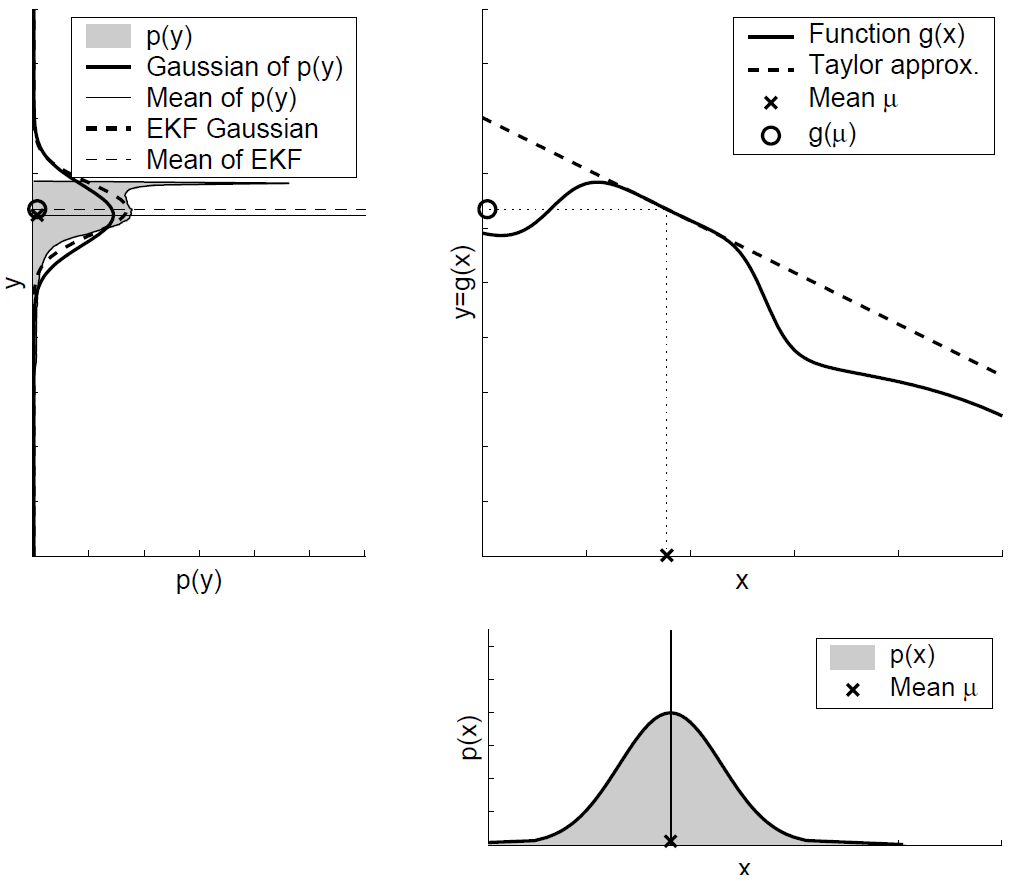 p(y)
Gaussian of p(y)
Mean of p(y)
EKF Gaussian
Mean of EKF
y
p(y)
Function g(x)
Taylor approx.
Mean μ
g(μ)
y=g(x)
x
p(x)
Mean μ
p(x)
x